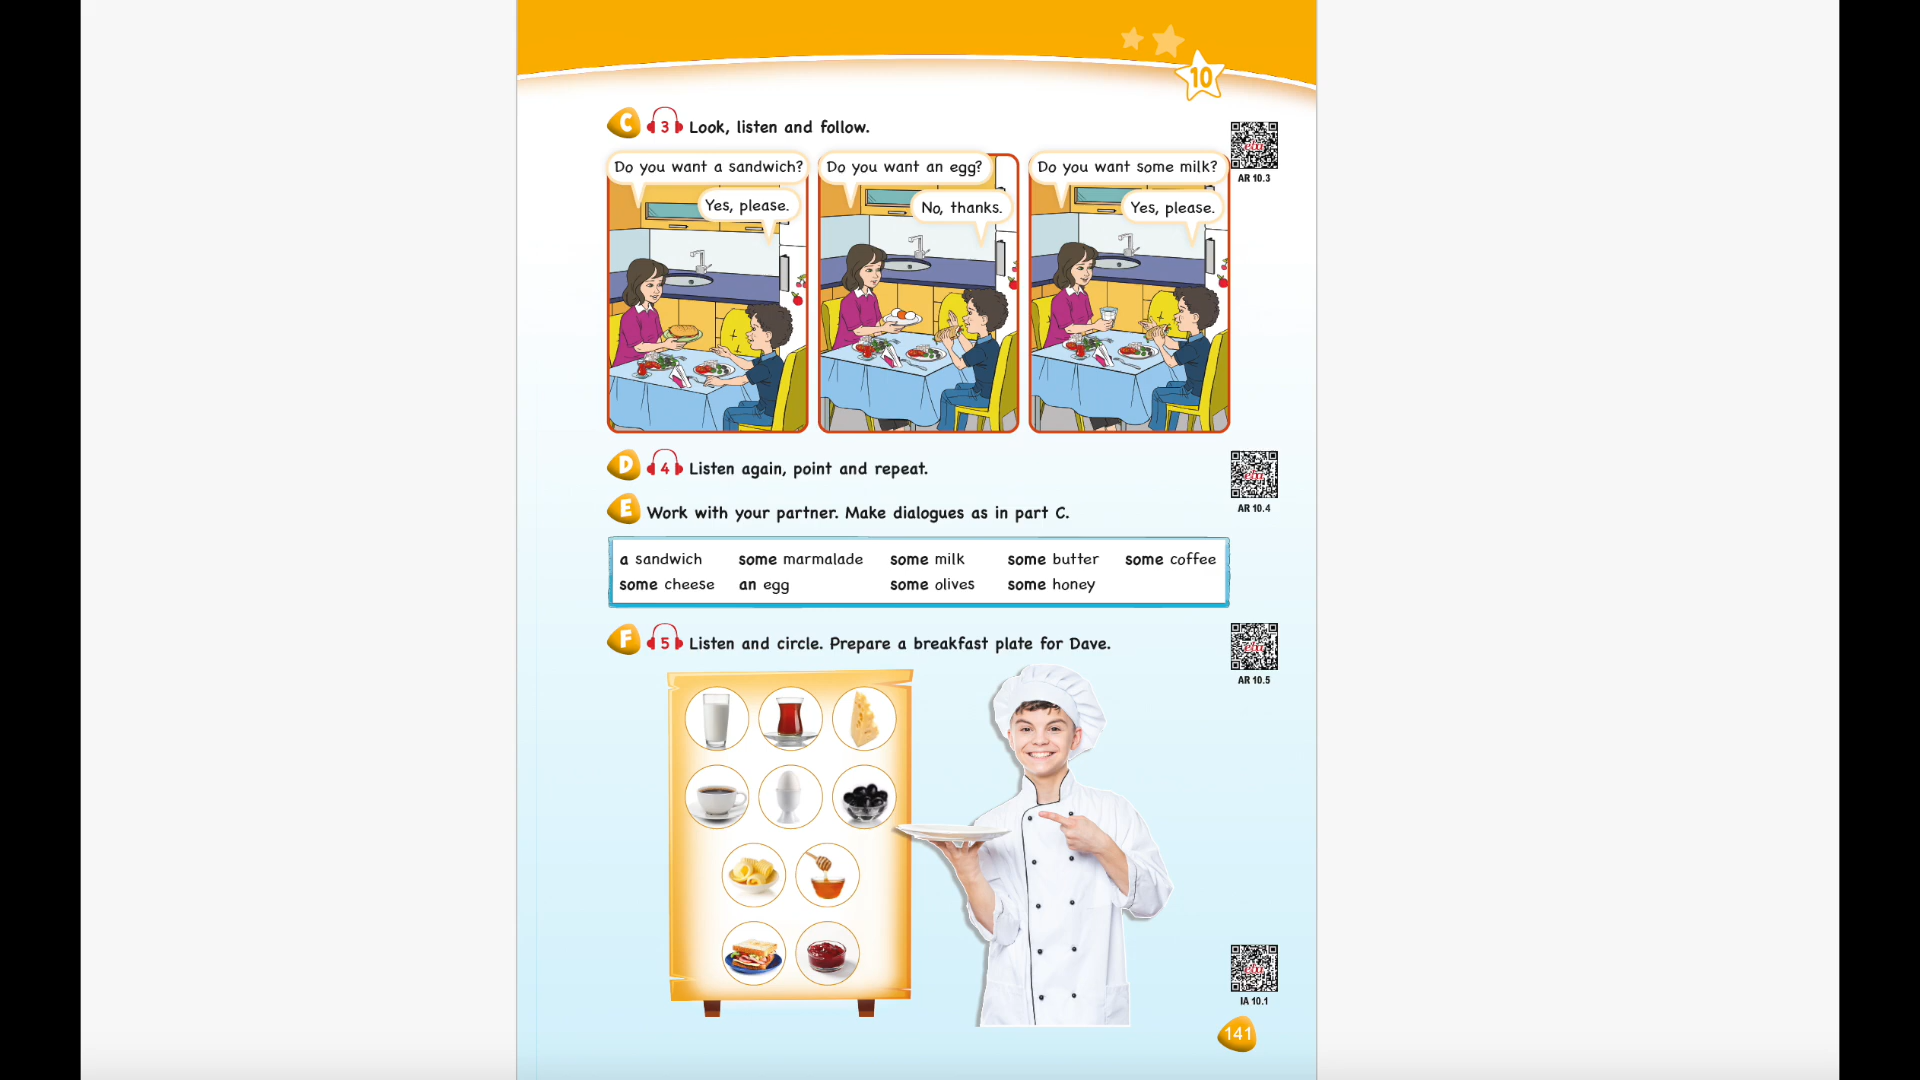 10
C 3 Look, listen and follow.
AR 10.3
Do you want a sandwich?
Yes, please.
Do you want an egg?
No, thanks.
Do you want some milk?
Yes, please.
D 4 Listen again, point and repeat.
AR 10.4
E Work with your partner. Make dialogues as in part C.
a sandwich some marmalade some milk some butter some coffee
some cheese an egg some olives some honey
F 5 Listen and circle. Prepare a breakfast plate for Dave.
AR 10.5
IA 10.1
141